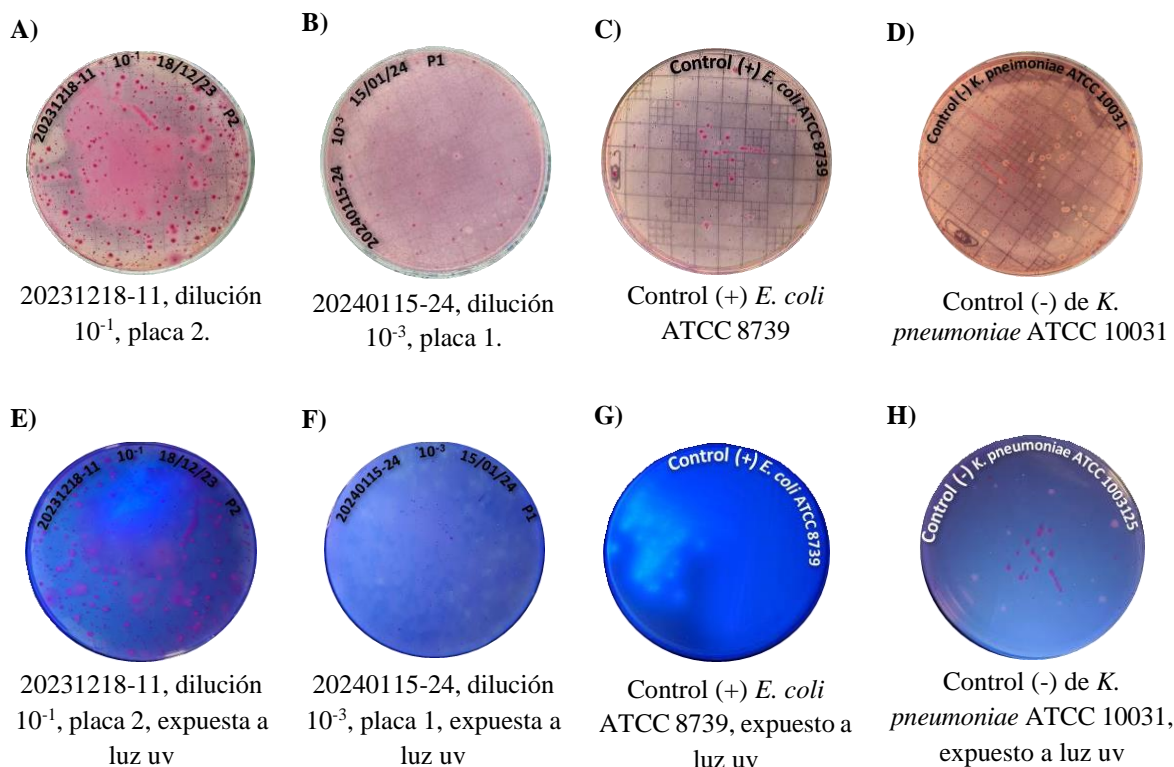 A)
20231218-11 10-1 18/12/23 P2
20231218-11, dilución
10-1, placa 2.
B)
20240115-24 10-3 15/01/24 P1
20240115-24, dilución
10-3, placa 1.
C)
Control (+) E. coli ATCC 8739
Control (+) E. coli
ATCC 8739
D)
Control (-) K. pneimoniae ATCC 10031
Control (-) de K.
pneumoniae ATCC 10031
E)
20231218-11 10-1 18/12/23 P2
20231218-11, dilución
10-1, placa 2, expuesta a
luz uv
F)
20240115-24 10-3 15/01/24 P1
20240115-24, dilución
10-3, placa 1, expuesta a
luz uv
G)
Control (+) E. coli ATCC 8739
Control (+) E. coli
ATCC 8739, expuesto a
luz uv
H)
Control (-) K. pneumoniae ATCC 1003125
Control (-) de K.
pneumoniae ATCC 10031,
expuesto a luz uv